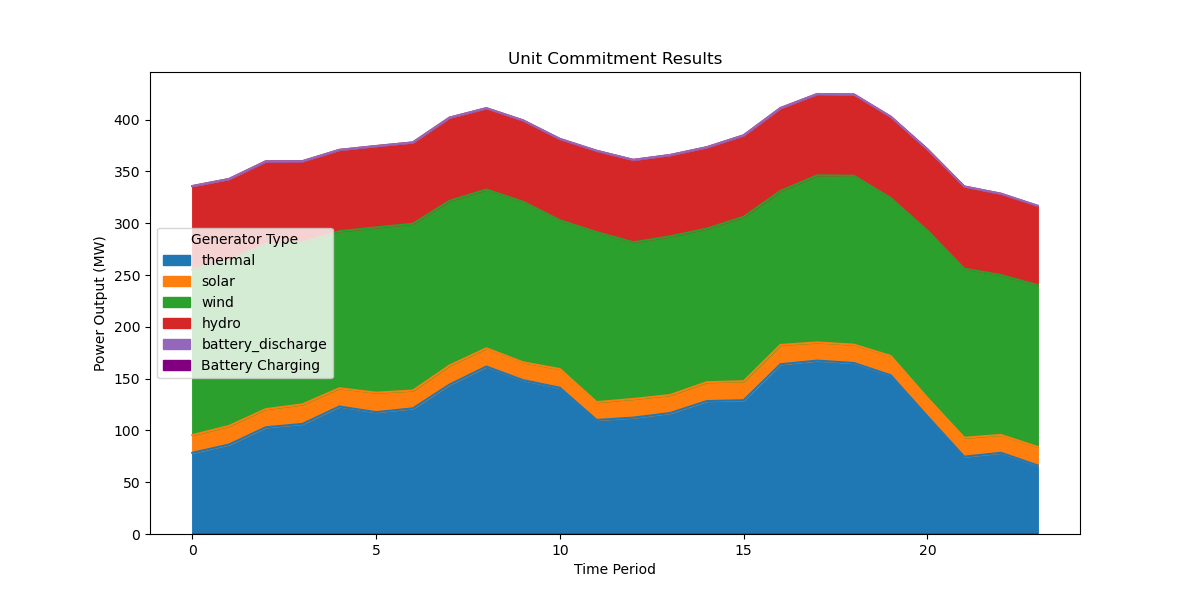 Unit Commitment Results
Power Output (MW)
400
350
300
250
200
150
100
50
0
Generator Type
thermal
solar
wind
hydro
battery_discharge
Battery Charging
0 5 10 15 20
Time Period